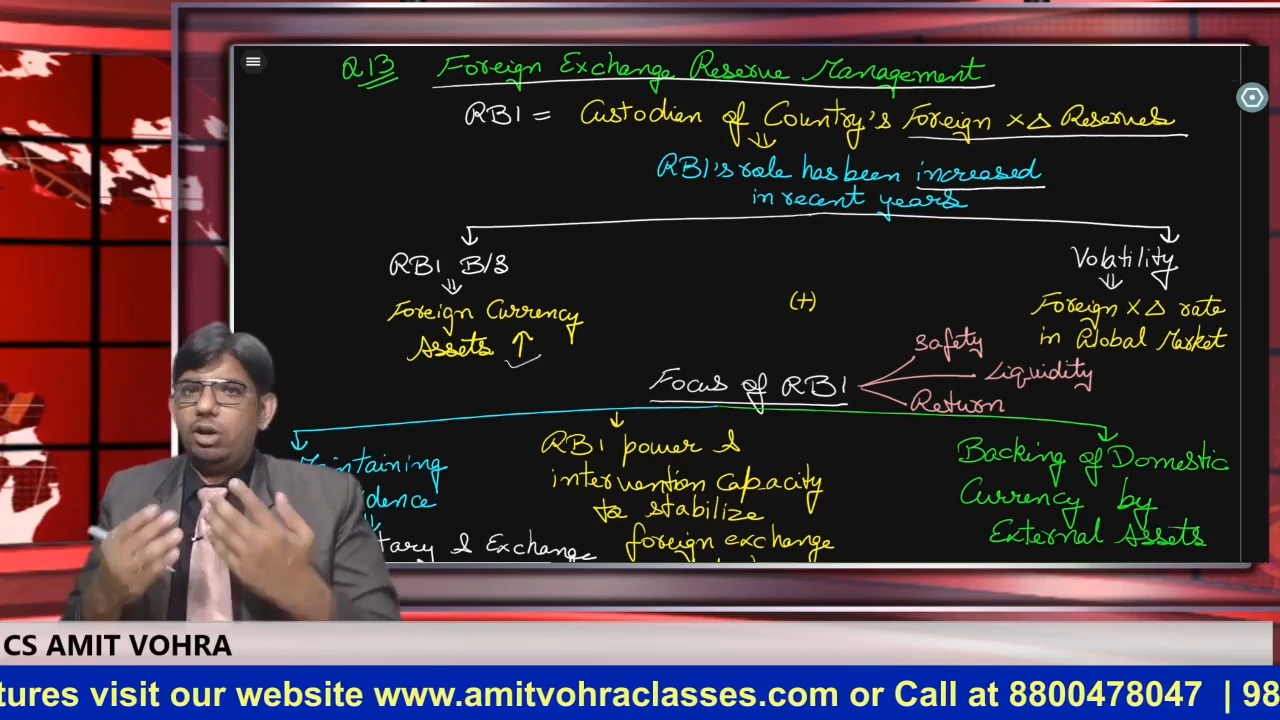 Q13 Foreign Exchange Reserve Management
RBI = Custodian of Country's Foreign x∆ Reserves
RBI's role has been increased
in recent years
RBI B/S
Volatility
Foreign Currency
Assets ↑
(+)
Foreign x∆ rate
in Global Market
Focus of RBI
Safety
Liquidity
Return
Maintaining
RBI power &
intervention capacity
to stabilize
foreign exchange
Backing of Domestic
Currency by
External Assets
& Exchange
CS AMIT VOHRA
tures visit our website www.amitvohraclasses.com or Call at 8800478047 | 98